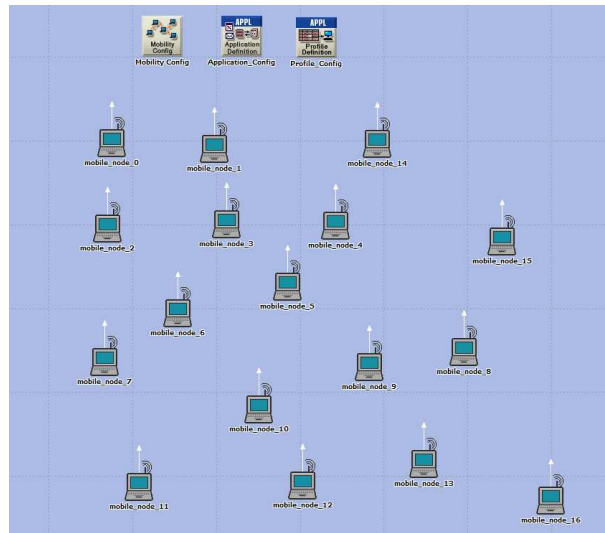 APPL
APPL
Mobility
Config
Application
Definition
Profile
Definition
Mobility Config
Application_Config
Profile_Config
mobile_node_0
mobile_node_1
mobile_node_14
mobile_node_2
mobile_node_3
mobile_node_4
mobile_node_15
mobile_node_5
mobile_node_6
mobile_node_7
mobile_node_9
mobile_node_8
mobile_node_10
mobile_node_11
mobile_node_12
mobile_node_13
mobile_node_16